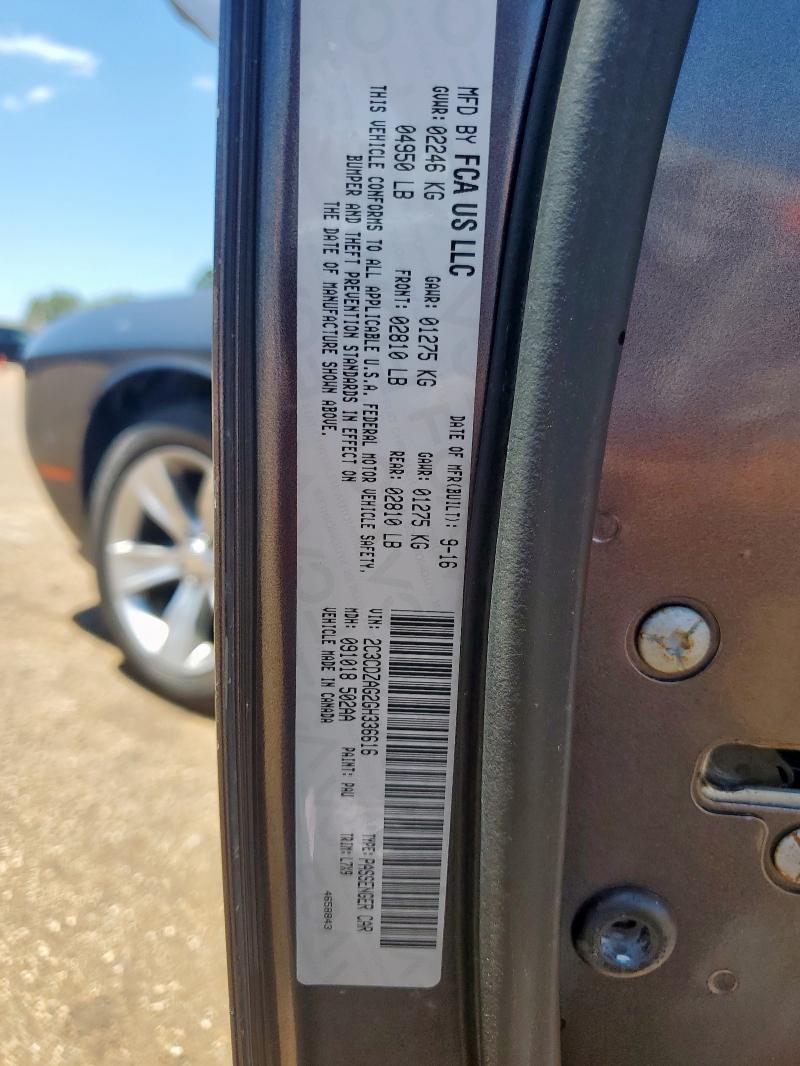 MFD BY FCA US LLC
DATE OF MFR(BUILT): 9-16
GVWR: 02246 KG
GAWR: 01275 KG
GAWR: 01275 KG
04950 LB
FRONT: 02810 LB
REAR: 02810 LB
THIS VEHICLE CONFORMS TO ALL APPLICABLE U.S.A. FEDERAL MOTOR VEHICLE SAFETY,
BUMPER AND THEFT PREVENTION STANDARDS IN EFFECT ON
THE DATE OF MANUFACTURE SHOWN ABOVE.
VIN: 2C3CDZAG2GH336616
TYPE: PASSENGER CAR
MDH: 091018 502AA
PAINT: PAU
TRIM: L7X9
VEHICLE MADE IN CANADA
4658843